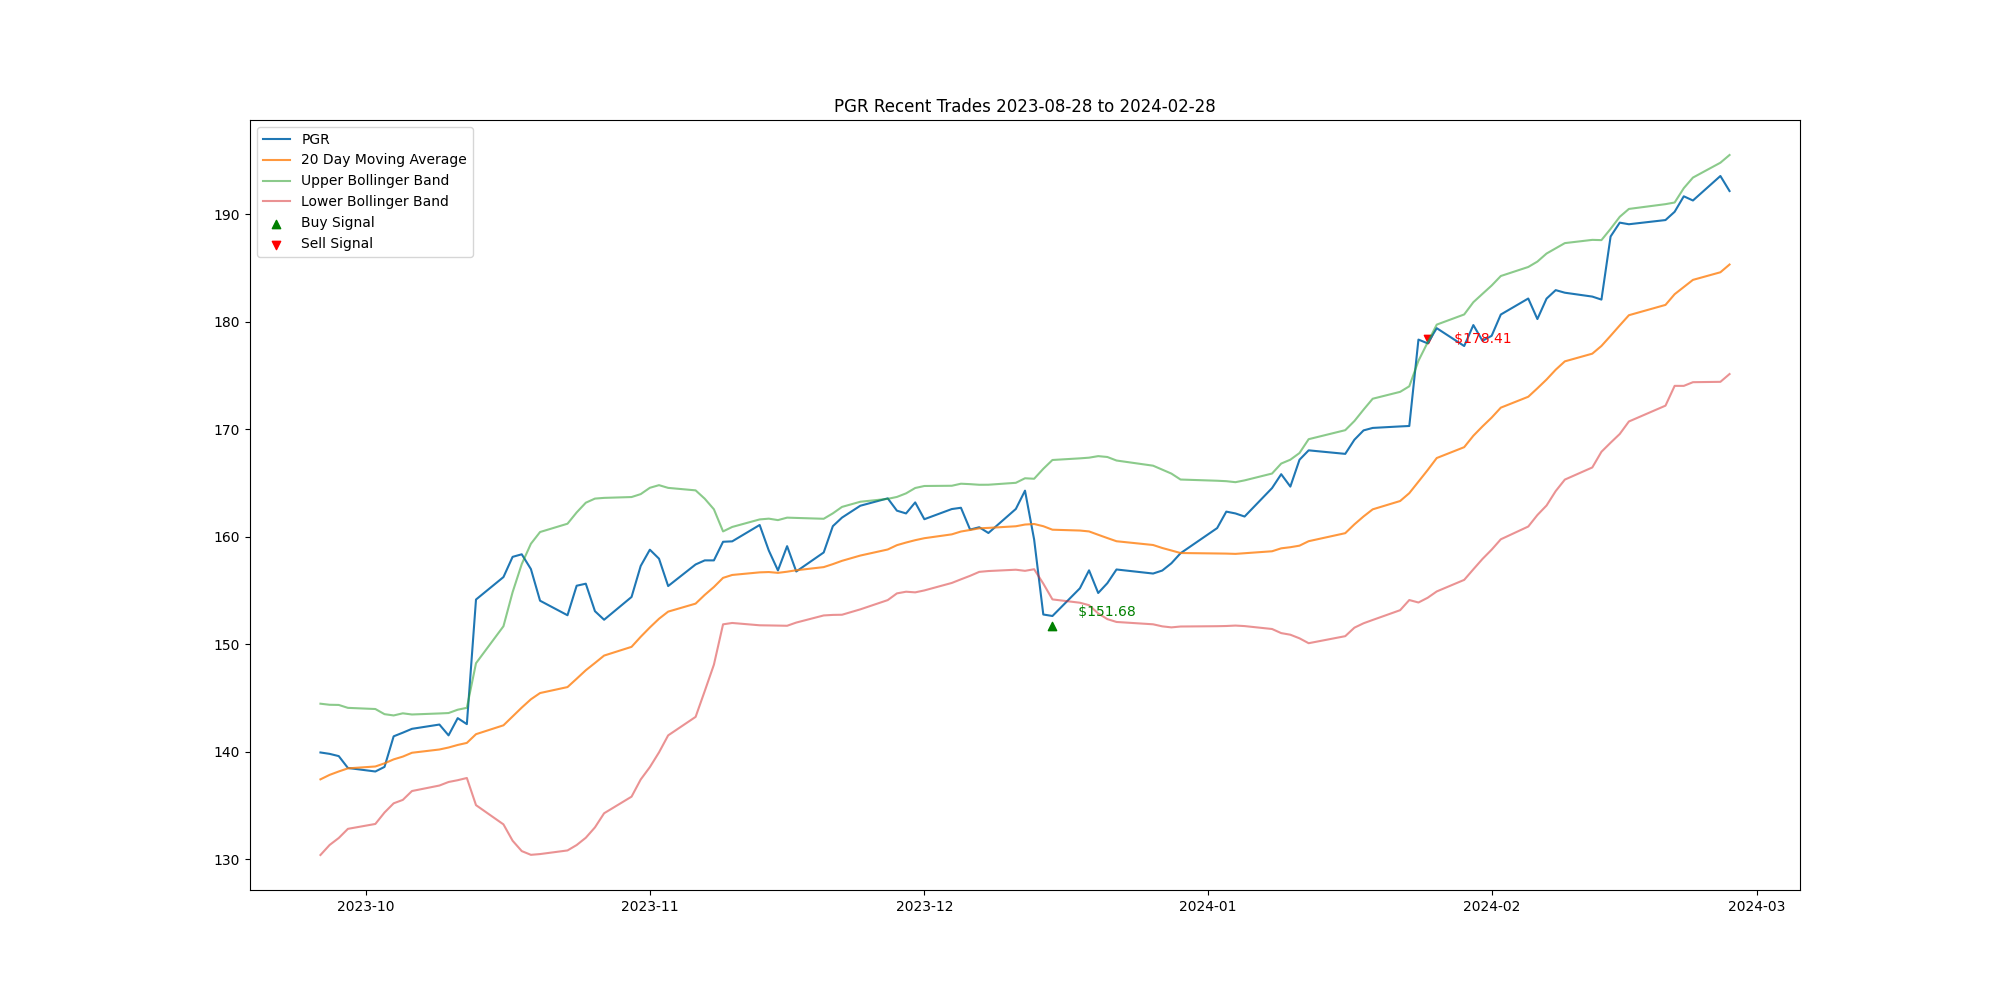 PGR Recent Trades 2023-08-28 to 2024-02-28
PGR
20 Day Moving Average
Upper Bollinger Band
Lower Bollinger Band
Buy Signal
Sell Signal
190
180
170
160
150
140
130
$178.41
$151.68
2023-10
2023-11
2023-12
2024-01
2024-02
2024-03